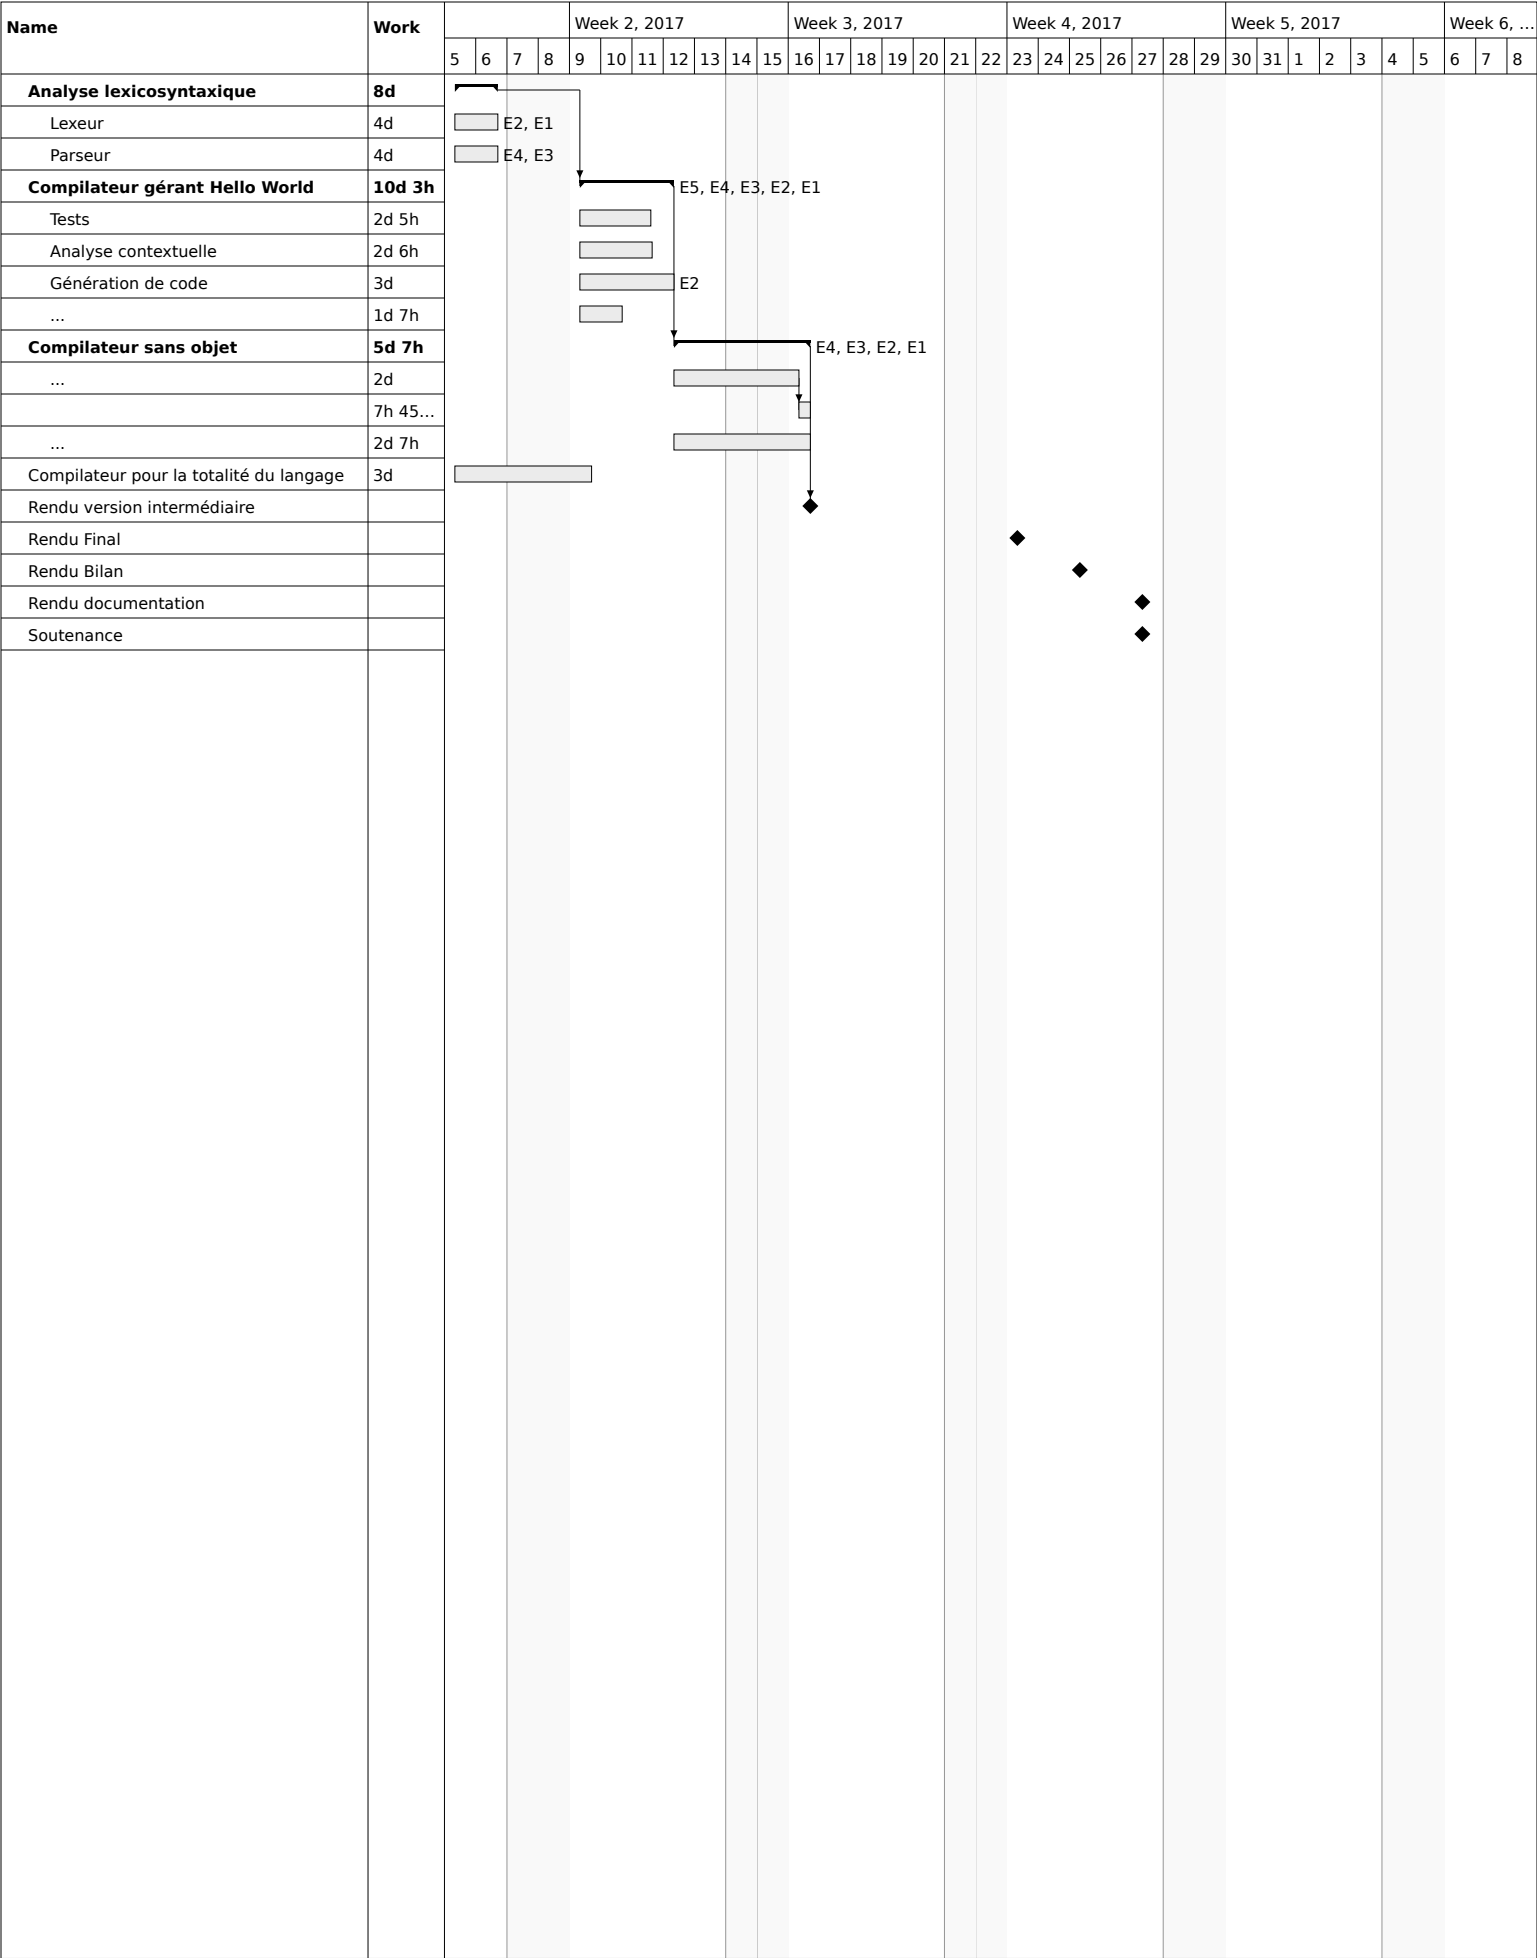 Name Work Week 2, 2017 Week 3, 2017 Week 4, 2017 Week 5, 2017 Week 6, ...
5 6 7 8 9 10 11 12 13 14 15 16 17 18 19 20 21 22 23 24 25 26 27 28 29 30 31 1 2 3 4 5 6 7 8
Analyse lexicosyntaxique 8d
Lexeur 4d E2, E1
Parseur 4d E4, E3
Compilateur gérant Hello World 10d 3h E5, E4, E3, E2, E1
Tests 2d 5h
Analyse contextuelle 2d 6h
Génération de code 3d E2
... 1d 7h
Compilateur sans objet 5d 7h E4, E3, E2, E1
... 2d
7h 45...
... 2d 7h
Compilateur pour la totalité du langage 3d
Rendu version intermédiaire
Rendu Final
Rendu Bilan
Rendu documentation
Soutenance